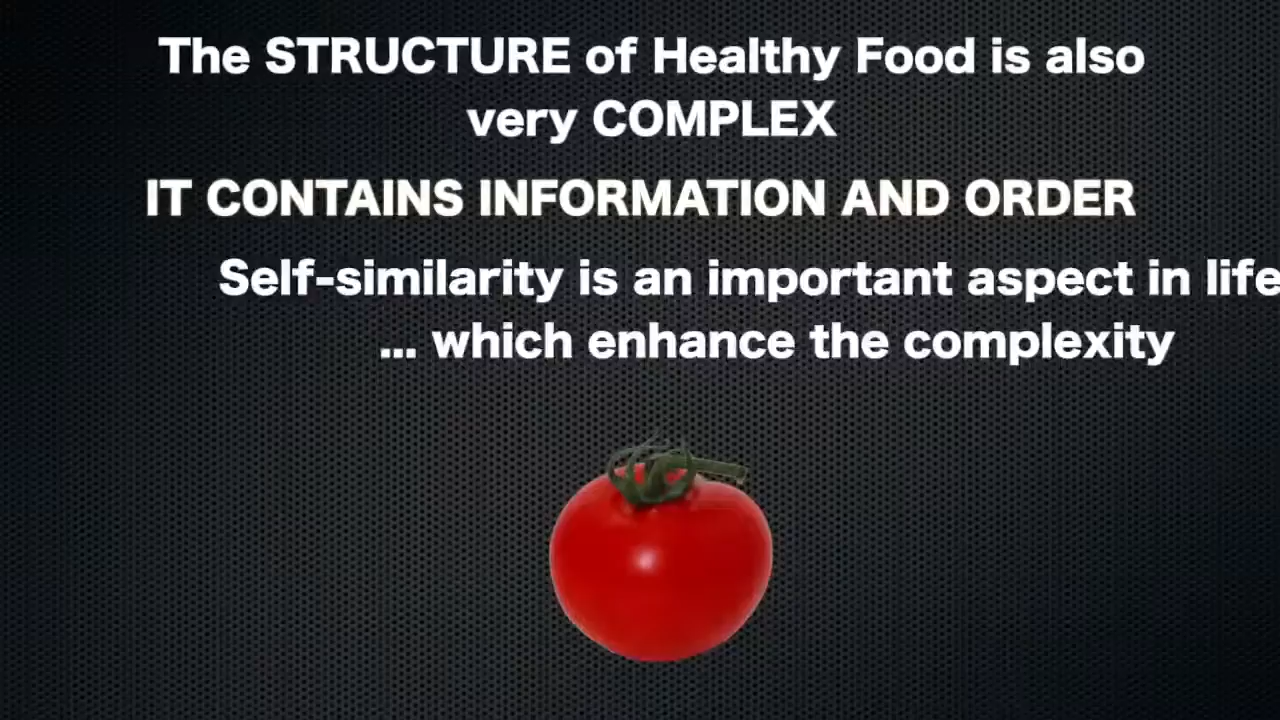 The STRUCTURE of Healthy Food is also
very COMPLEX
IT CONTAINS INFORMATION AND ORDER
Self-similarity is an important aspect in life
... which enhance the complexity